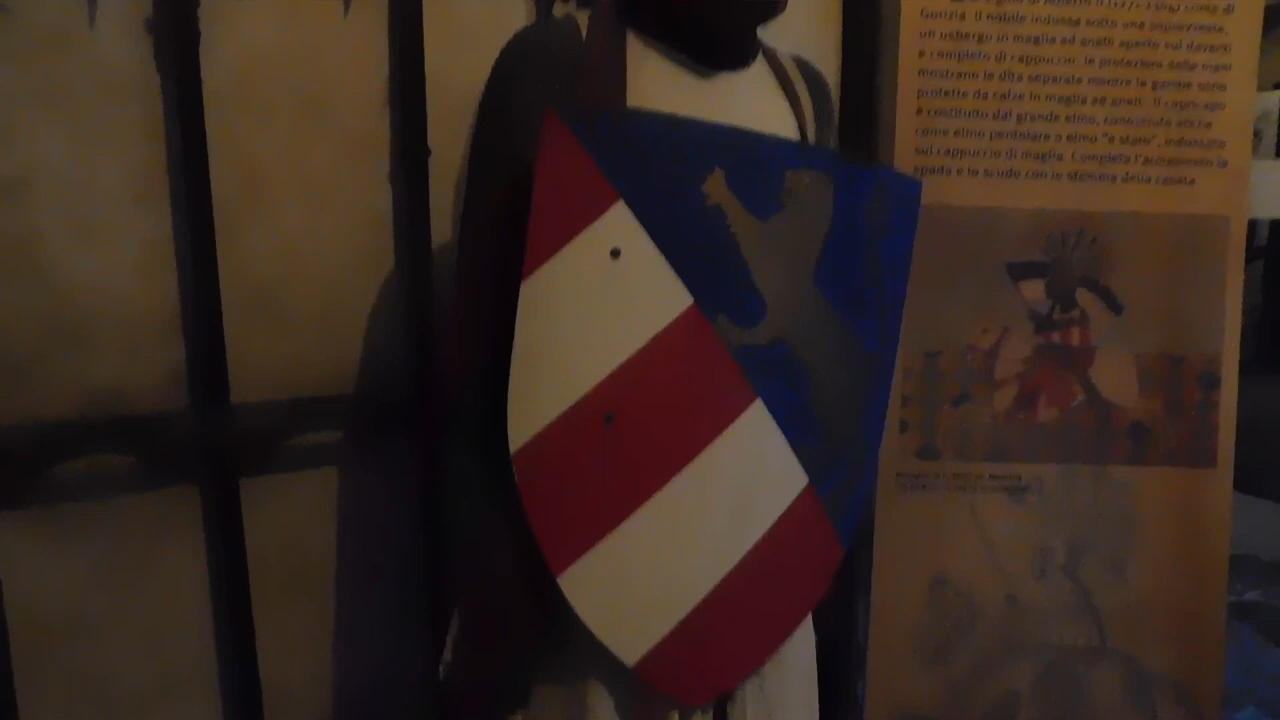 Gorizia. Il nobile indossa sotto una sopravveste,
un usbergo in maglia ad anelli aperto sul davanti
e completo di cappuccio. le protezioni delle mani
mostrano le dita separate mentre le gambe sono
protette da calze in maglia ad anelli. Il copricapo
è costituito dal grande elmo, conosciuto anche
come elmo pentolare o elmo "a staro", indossato
sul cappuccio di maglia. Completa l'armamento la
spada e lo scudo con lo stemma della casata.